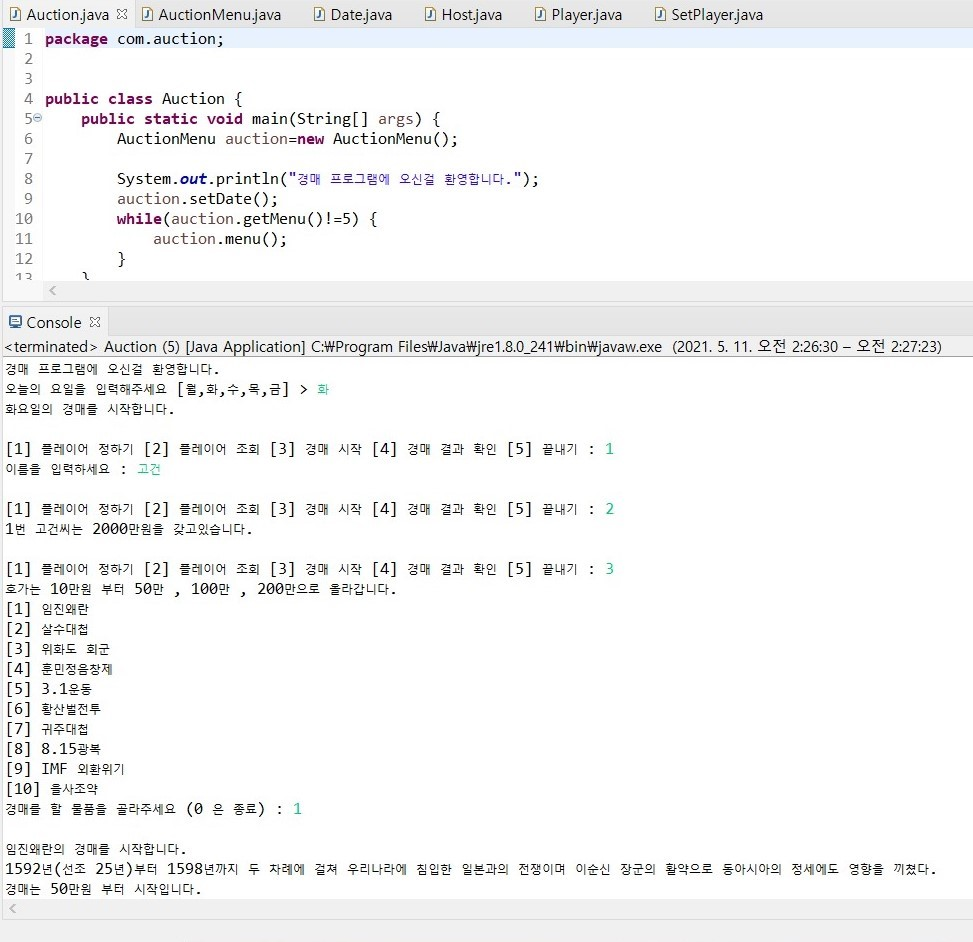 Auction.java AuctionMenu.java Date.java Host.java Player.java SetPlayer.java
1 package com.auction;
2
3
4 public class Auction {
5 public static void main(String[] args) {
6 AuctionMenu auction=new AuctionMenu();
7
8 System.out.println("경매 프로그램에 오신걸 환영합니다.");
9 auction.setDate();
10 while(auction.getMenu()!=5) {
11 auction.menu();
12 }
13 }
Console
<terminated> Auction (5) [Java Application] C:₩Program Files₩Java₩jre1.8.0_241₩bin₩javaw.exe (2021. 5. 11. 오전 2:26:30 – 오전 2:27:23)
경매 프로그램에 오신걸 환영합니다.
오늘의 요일을 입력해주세요 [월,화,수,목,금] > 화
화요일의 경매를 시작합니다.
[1] 플레이어 정하기 [2] 플레이어 조회 [3] 경매 시작 [4] 경매 결과 확인 [5] 끝내기 : 1
이름을 입력하세요 : 고건
[1] 플레이어 정하기 [2] 플레이어 조회 [3] 경매 시작 [4] 경매 결과 확인 [5] 끝내기 : 2
1번 고건씨는 2000만원을 갖고있습니다.
[1] 플레이어 정하기 [2] 플레이어 조회 [3] 경매 시작 [4] 경매 결과 확인 [5] 끝내기 : 3
호가는 10만원 부터 50만 , 100만 , 200만으로 올라갑니다.
[1] 임진왜란
[2] 살수대첩
[3] 위화도 회군
[4] 훈민정음창제
[5] 3.1운동
[6] 황산벌전투
[7] 귀주대첩
[8] 8.15광복
[9] IMF 외환위기
[10] 을사조약
경매를 할 물품을 골라주세요 (0 은 종료) : 1
임진왜란의 경매를 시작합니다.
1592년(선조 25년)부터 1598년까지 두 차례에 걸쳐 우리나라에 침입한 일본과의 전쟁이며 이순신 장군의 활약으로 동아시아의 정세에도 영향을 끼쳤다.
경매는 50만원 부터 시작입니다.